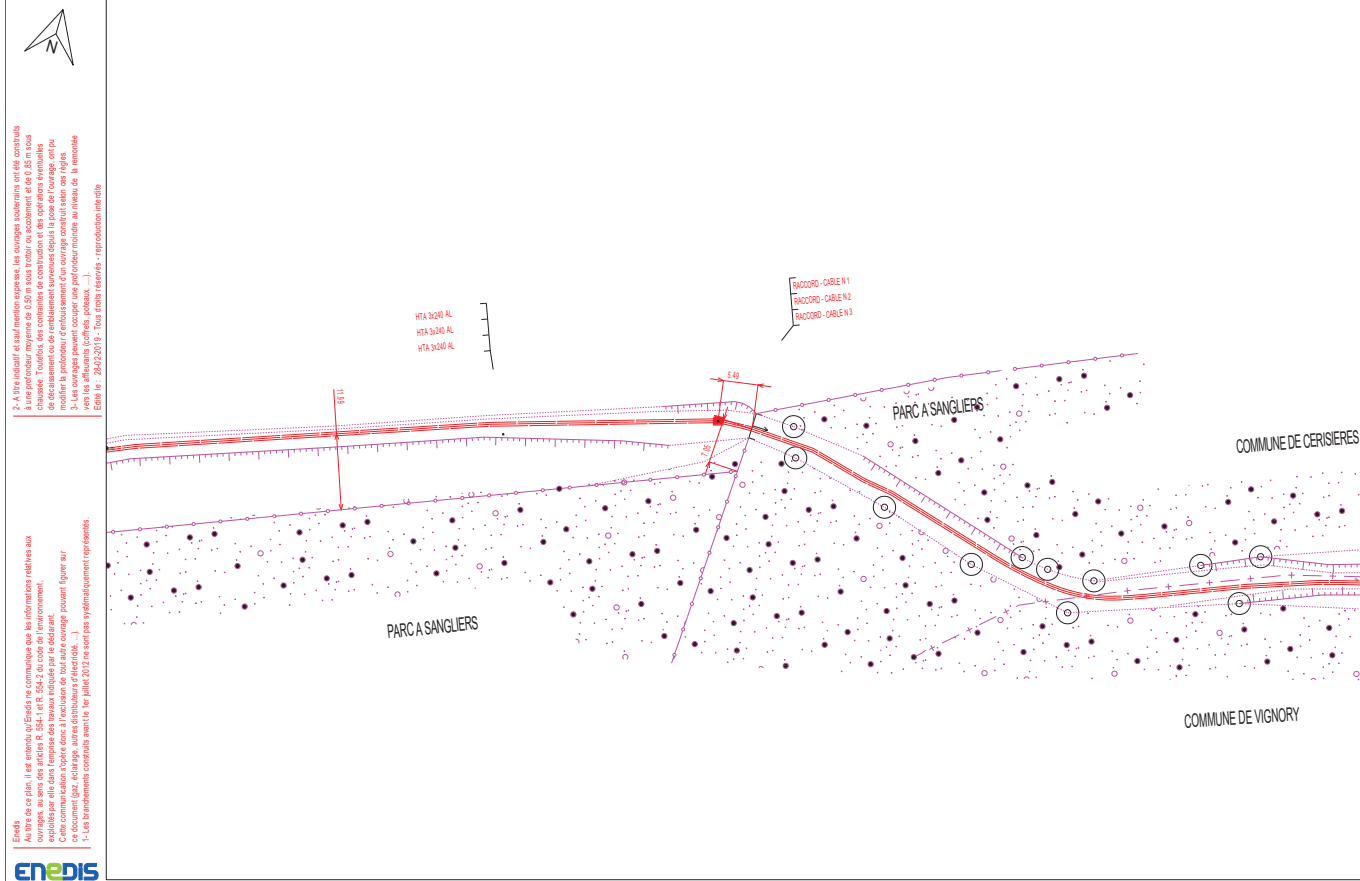 N
Enedis
Au titre de ce plan, il est entendu qu'Enedis ne communique que les informations relatives aux
ouvrages, au sens des articles R. 554-1 et R. 554-2 du code de l'environnement,
exploités par elle dans l'emprise des travaux indiquée par le déclarant.
Cette communication s'opère donc à l'exclusion de tout autre ouvrage pouvant figurer sur
ce document (gaz, éclairage, autres distributeurs d'électricité, ...).
1- Les branchements construits avant le 1er juillet 2012 ne sont pas systématiquement représentés.
2- A titre indicatif et sauf mention expresse, les ouvrages souterrains ont été construits
à une profondeur moyenne de 0.50 m sous trottoir ou accotement et de 0.85 m sous
chaussée. Toutefois, des contraintes de construction et des opérations éventuelles
de décaissement ou de remblaiement survenues depuis la pose de l'ouvrage, ont pu
modifier la profondeur d'enfouissement d'un ouvrage construit selon ces règles.
3- Les ouvrages peuvent occuper une profondeur moindre au niveau de la remontée
vers les affleurants (coffrets, poteaux, ...).
Edité le : 28-02-2019 - Tous droits réservés - reproduction interdite
ENEDIS
RACCORD - CABLE N 1
RACCORD - CABLE N 2
RACCORD - CABLE N 3
HTA 3x240 AL
HTA 3x240 AL
HTA 3x240 AL
5.49
7.05
PARC A SANGLIERS
COMMUNE DE CERISIERES
PARC A SANGLIERS
COMMUNE DE VIGNORY